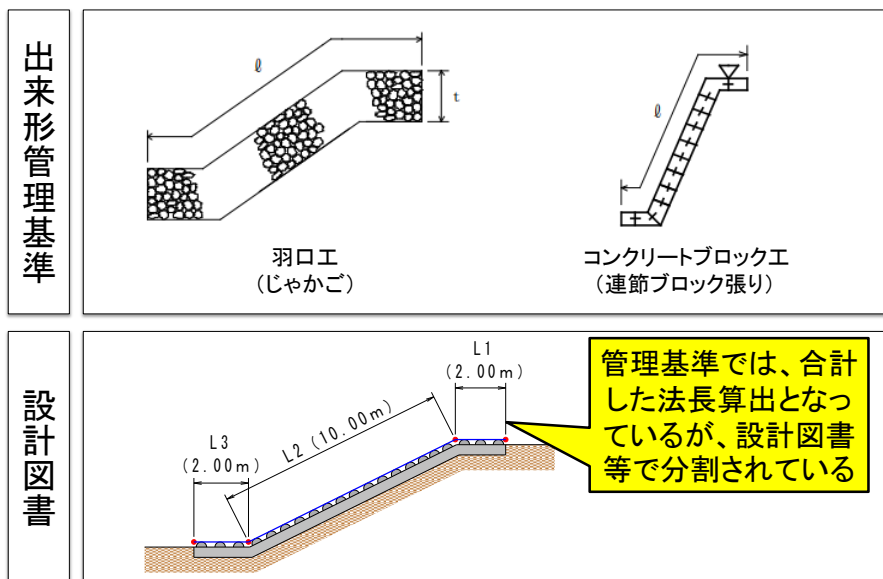 出来形管理基準
ℓ
t
羽口工
(じゃかご)
ℓ
コンクリートブロック工
(連節ブロック張り)
設計図書
L1
(2.00m)
L2 (10.00m)
L3
(2.00m)
管理基準では、合計
した法長算出となっ
ているが、設計図書
等で分割されている